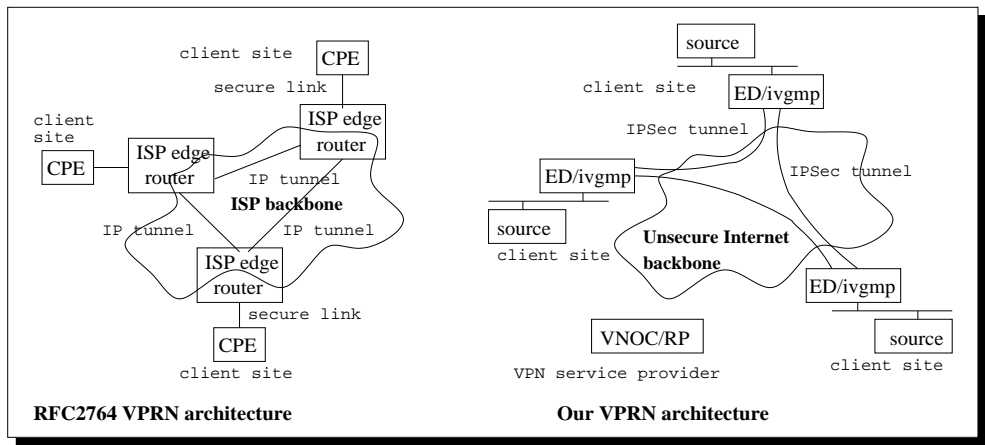 client site
CPE
secure link
ISP edge
router
client
site
CPE
ISP edge
router
IP tunnel
ISP backbone
IP tunnel
IP tunnel
ISP edge
router
secure link
CPE
client site
RFC2764 VPRN architecture
source
client site
ED/ivgmp
IPSec tunnel
IPSec tunnel
ED/ivgmp
source
client site
Unsecure Internet
backbone
ED/ivgmp
source
client site
VNOC/RP
VPN service provider
Our VPRN architecture